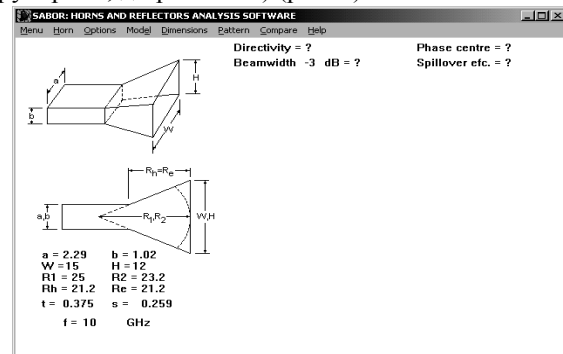 SABOR: HORNS AND REFLECTORS ANALYSIS SOFTWARE
Menu Horn Options Model Dimensions Pattern Compare Help
Directivity = ? Phase centre = ?
Beamwidth -3 dB = ? Spillover efc. = ?
a
H
b
W
Rh=Re
a,b
R1,R2
W,H
a = 2.29 b = 1.02
W =15 H = 12
R1 = 25 R2 = 23.2
Rh = 21.2 Re = 21.2
t = 0.375 s = 0.259
f = 10 GHz